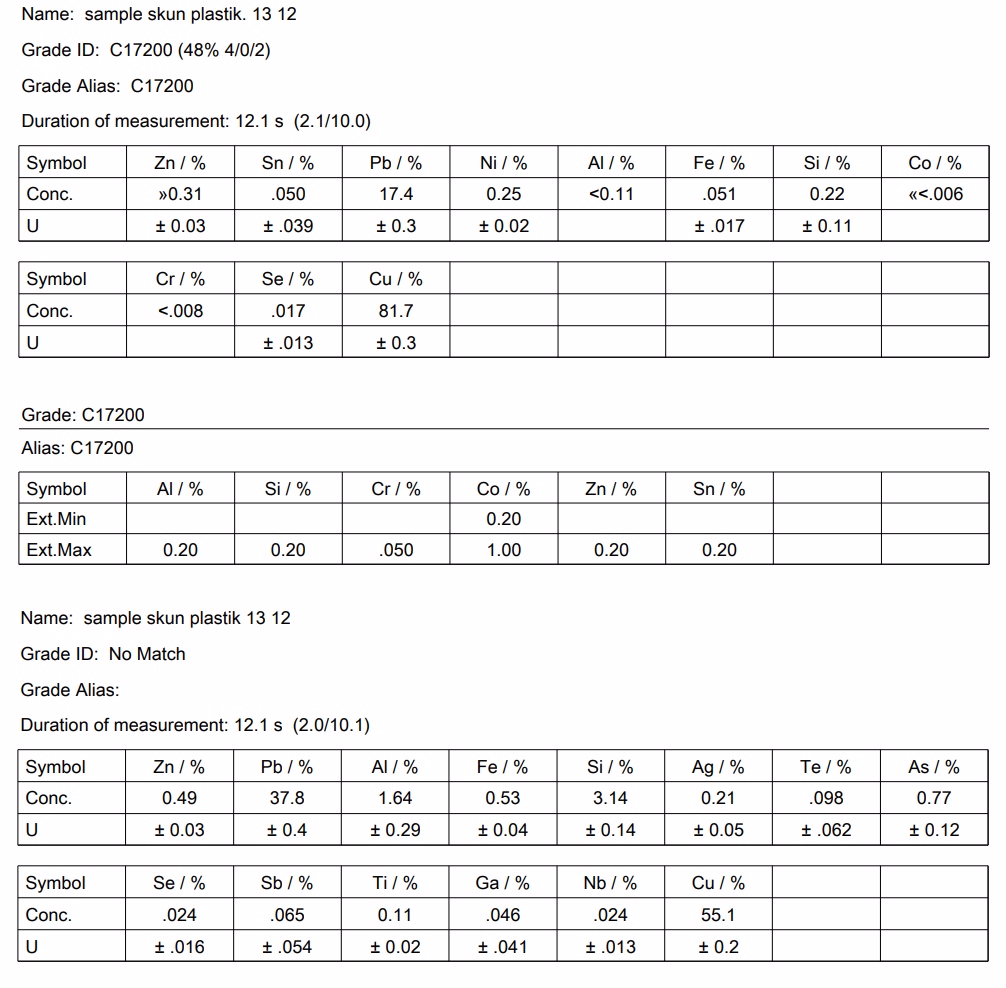 Name: sample skun plastik. 13 12
Grade ID: C17200 (48% 4/0/2)
Grade Alias: C17200
Duration of measurement: 12.1 s (2.1/10.0)
Symbol Zn / % Sn / % Pb / % Ni / % Al / % Fe / % Si / % Co / %
Conc. »0.31 .050 17.4 0.25 <0.11 .051 0.22 «<.006
U ± 0.03 ± .039 ± 0.3 ± 0.02 ± .017 ± 0.11
Symbol Cr / % Se / % Cu / %
Conc. <.008 .017 81.7
U ± .013 ± 0.3
Grade: C17200
Alias: C17200
Symbol Al / % Si / % Cr / % Co / % Zn / % Sn / %
Ext.Min 0.20
Ext.Max 0.20 0.20 .050 1.00 0.20 0.20
Name: sample skun plastik 13 12
Grade ID: No Match
Grade Alias:
Duration of measurement: 12.1 s (2.0/10.1)
Symbol Zn / % Pb / % Al / % Fe / % Si / % Ag / % Te / % As / %
Conc. 0.49 37.8 1.64 0.53 3.14 0.21 .098 0.77
U ± 0.03 ± 0.4 ± 0.29 ± 0.04 ± 0.14 ± 0.05 ± .062 ± 0.12
Symbol Se / % Sb / % Ti / % Ga / % Nb / % Cu / %
Conc. .024 .065 0.11 .046 .024 55.1
U ± .016 ± .054 ± 0.02 ± .041 ± .013 ± 0.2